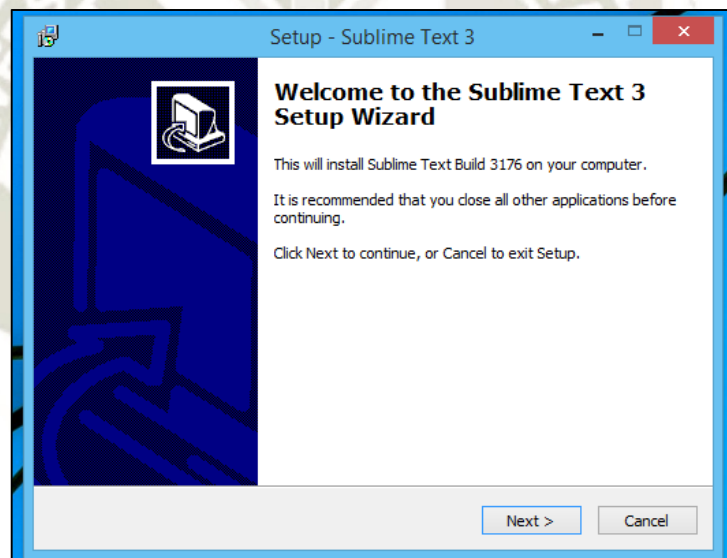 Setup - Sublime Text 3
Welcome to the Sublime Text 3
Setup Wizard
This will install Sublime Text Build 3176 on your computer.
It is recommended that you close all other applications before
continuing.
Click Next to continue, or Cancel to exit Setup.
Next > Cancel